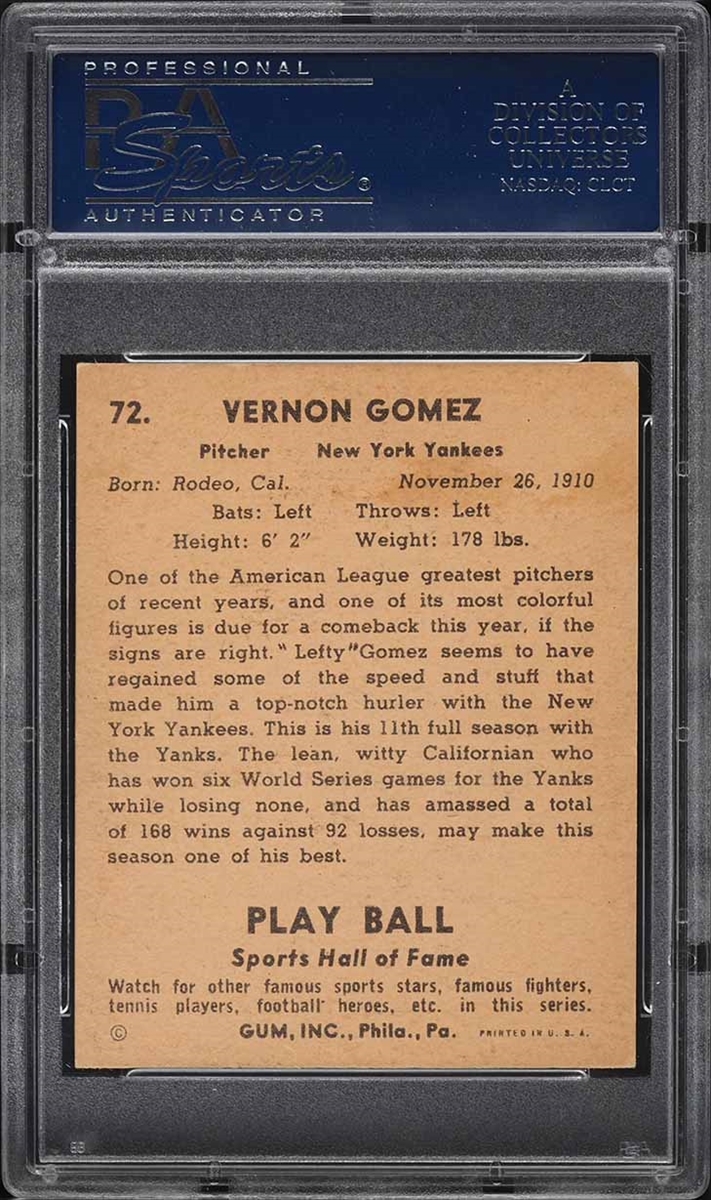 PROFESSIONAL
PSA
Sports ®
AUTHENTICATOR
A
DIVISION OF
COLLECTORS
UNIVERSE
NASDAQ: CLCT
72. VERNON GOMEZ
Pitcher New York Yankees
Born: Rodeo, Cal. November 26, 1910
Bats: Left Throws: Left
Height: 6' 2" Weight: 178 lbs.
One of the American League greatest pitchers
of recent years, and one of its most colorful
figures is due for a comeback this year, if the
signs are right. "Lefty" Gomez seems to have
regained some of the speed and stuff that
made him a top-notch hurler with the New
York Yankees. This is his 11th full season with
the Yanks. The lean, witty Californian who
has won six World Series games for the Yanks
while losing none, and has amassed a total
of 168 wins against 92 losses, may make this
season one of his best.
PLAY BALL
Sports Hall of Fame
Watch for other famous sports stars, famous fighters,
tennis players, football heroes, etc. in this series.
© GUM, INC., Phila., Pa. PRINTED IN U. S. A.